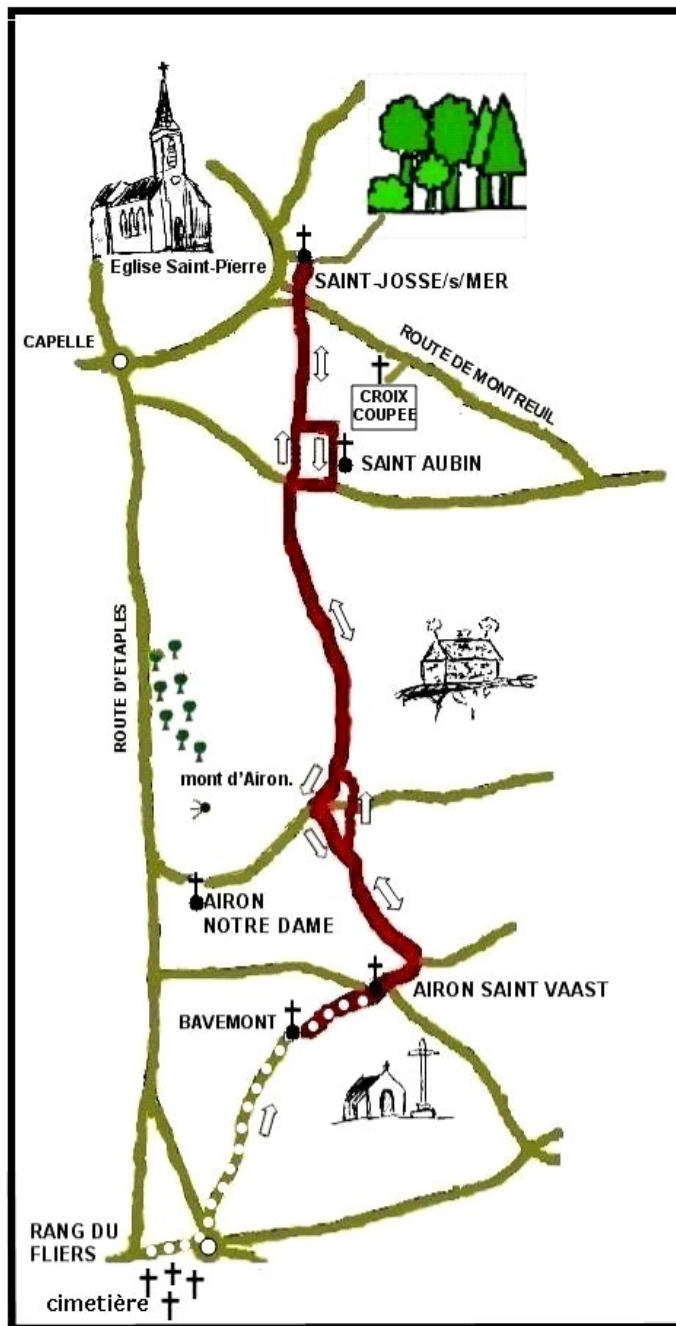 Eglise Saint-Pïerre
SAINT-JOSSE/s/MER
CAPELLE
ROUTE DE MONTREUIL
CROIX
COUPEE
SAINT AUBIN
ROUTE D'ETAPLES
mont d'Airon.
AIRON
NOTRE DAME
AIRON SAINT VAAST
BAVEMONT
RANG DU
FLIERS
cimetière